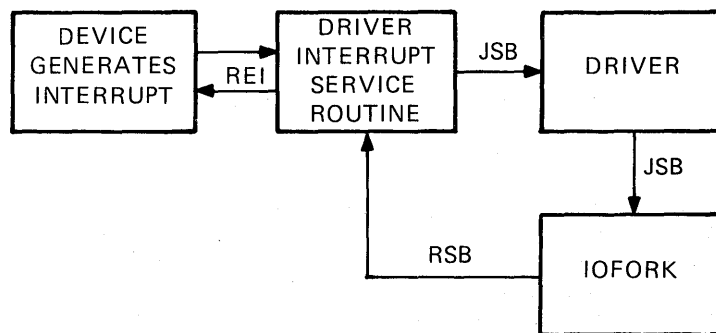 DEVICE
GENERATES
INTERRUPT
REI
DRIVER
INTERRUPT
SERVICE
ROUTINE
JSB
DRIVER
JSB
RSB
IOFORK